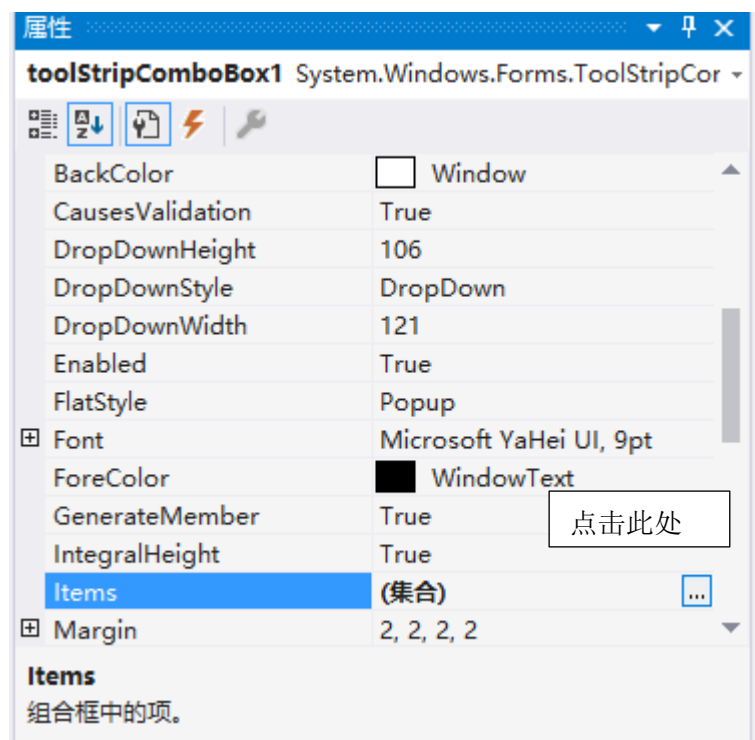 属性
toolStripComboBox1 System.Windows.Forms.ToolStripCor
BackColor Window
CausesValidation True
DropDownHeight 106
DropDownStyle DropDown
DropDownWidth 121
Enabled True
FlatStyle Popup
Font Microsoft YaHei UI, 9pt
ForeColor WindowText
GenerateMember True
点击此处
IntegralHeight True
Items (集合) ...
Margin 2, 2, 2, 2
Items
组合框中的项。